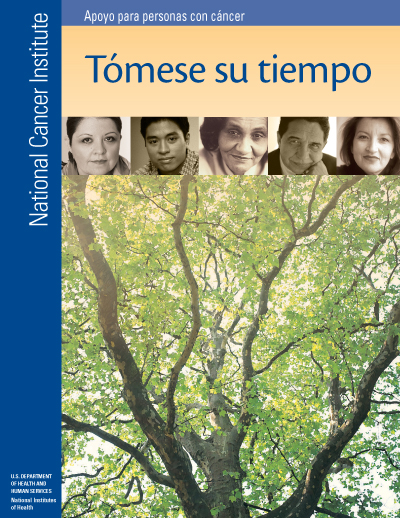 Apoyo para personas con cáncer
Tómese su tiempo
National Cancer Institute
U.S. DEPARTMENT
OF HEALTH AND
HUMAN SERVICES
National Institutes
of Health